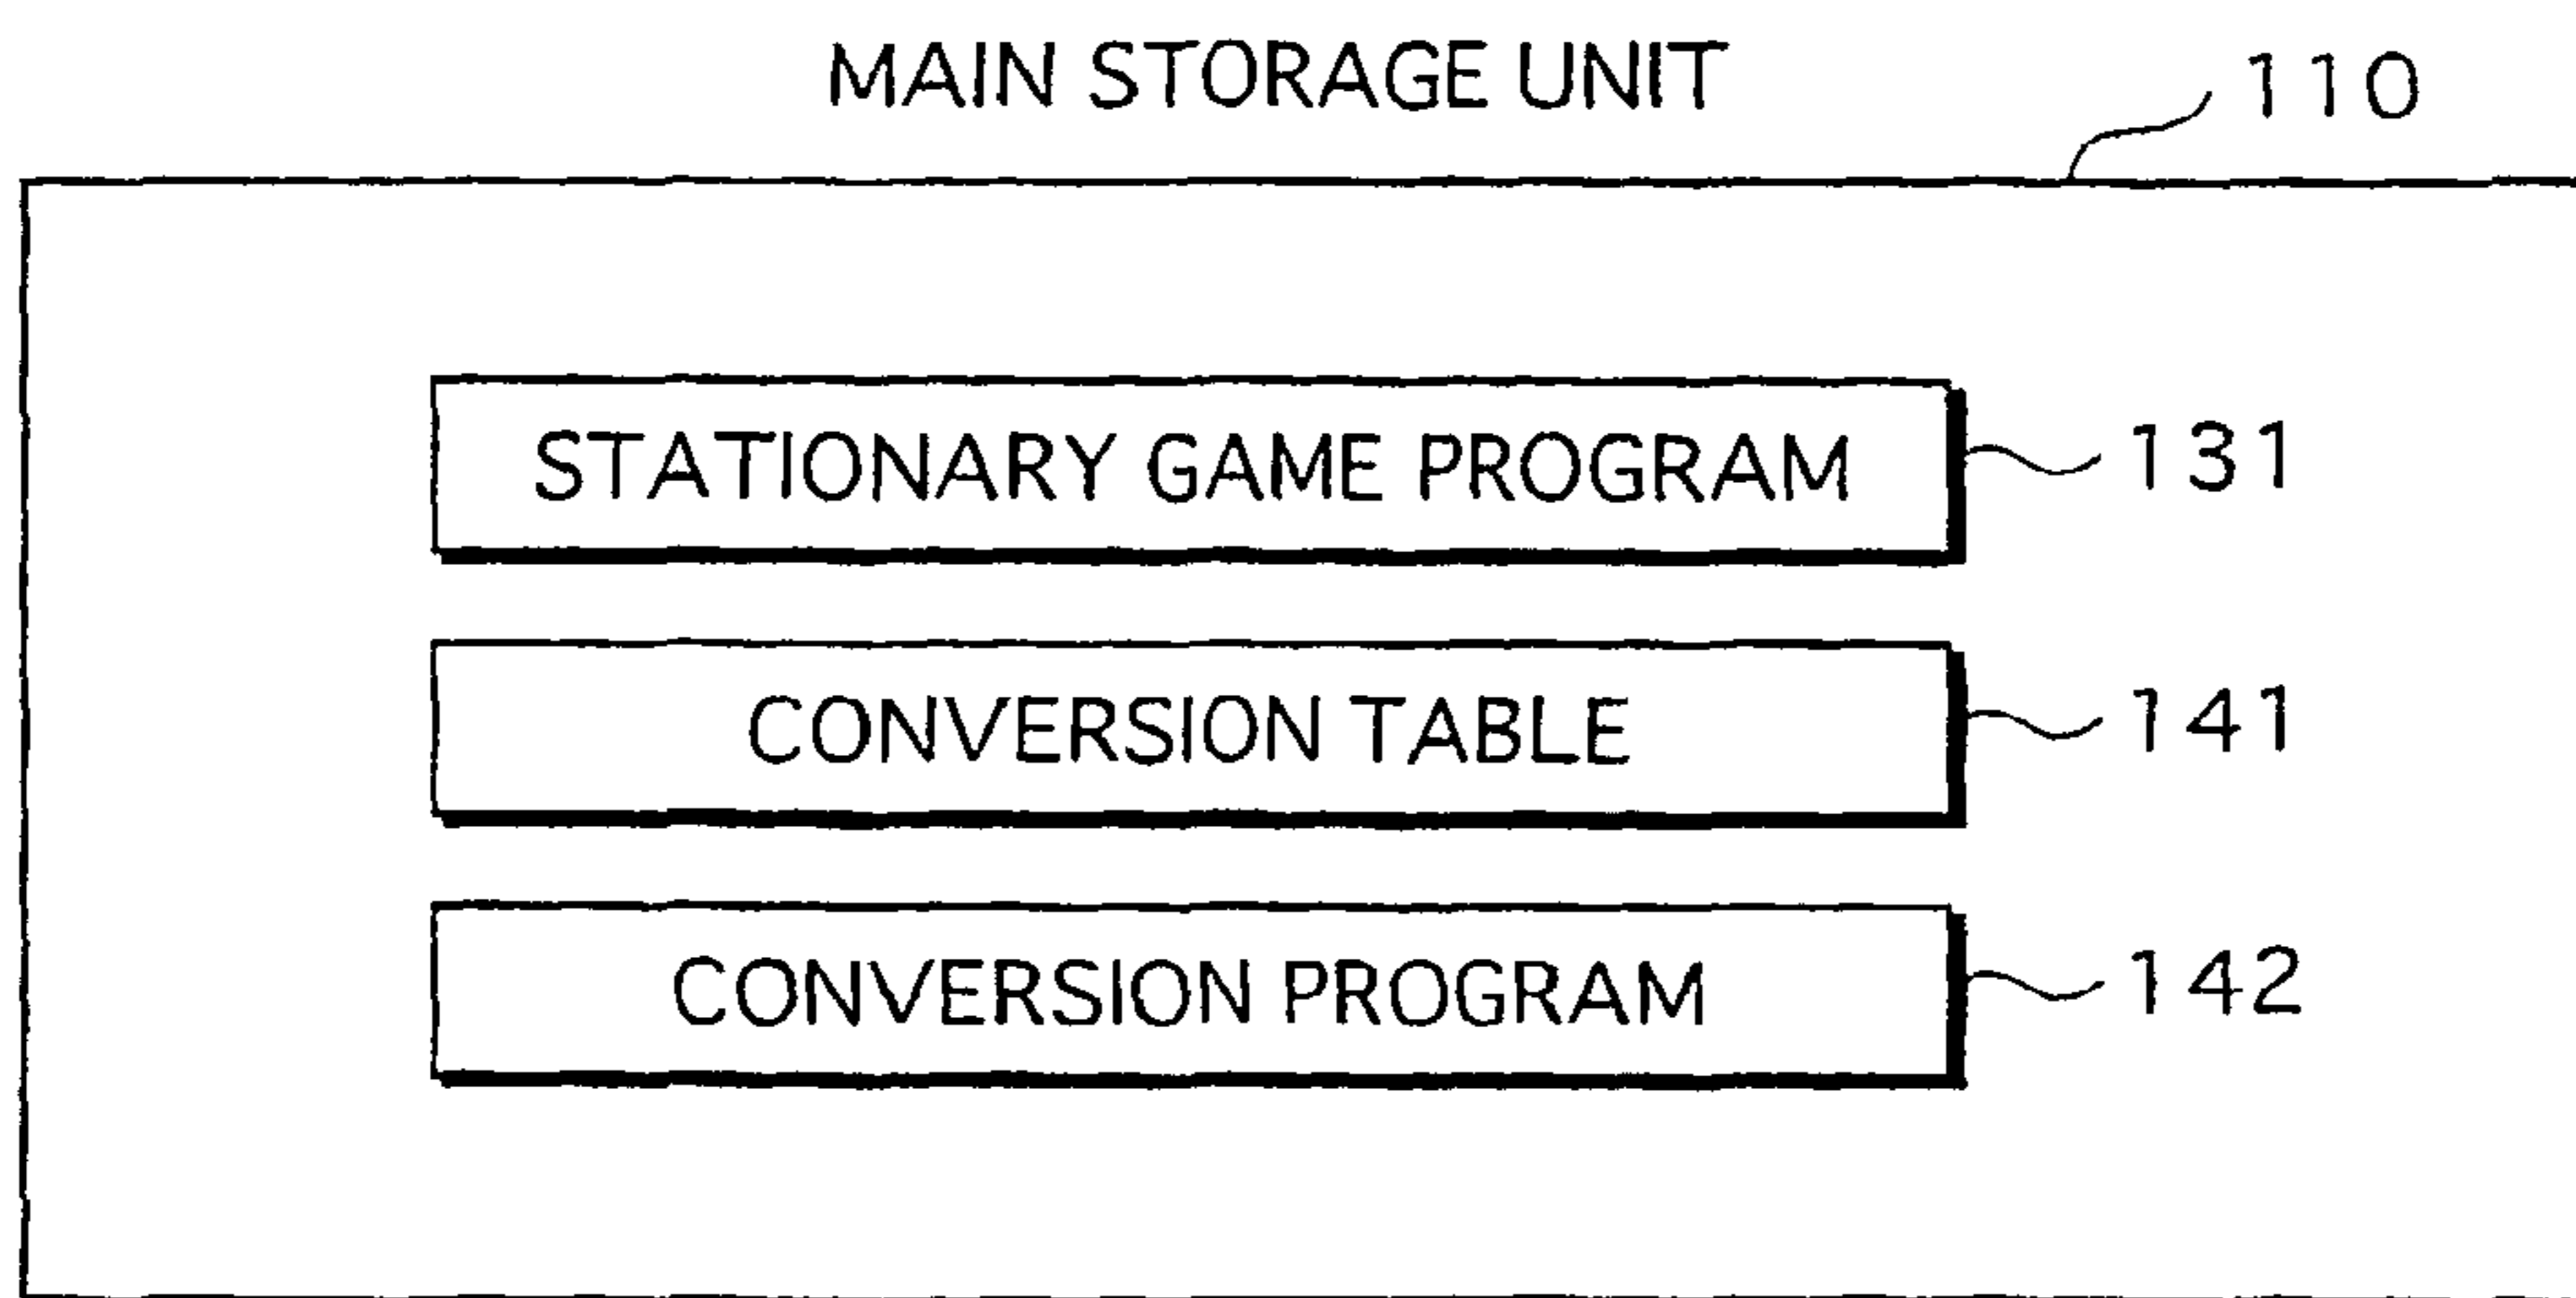 MAIN STORAGE UNIT
110
STATIONARY GAME PROGRAM 131
CONVERSION TABLE 141
CONVERSION PROGRAM 142